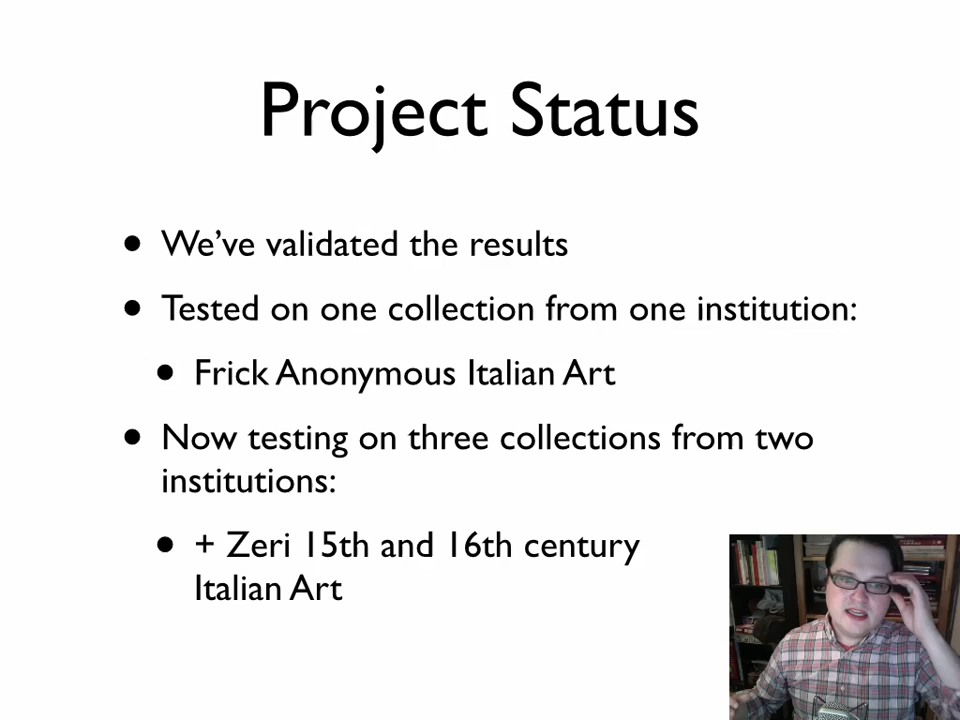 Project Status
• We’ve validated the results
• Tested on one collection from one institution:
• Frick Anonymous Italian Art
• Now testing on three collections from two
institutions:
• + Zeri 15th and 16th century
Italian Art